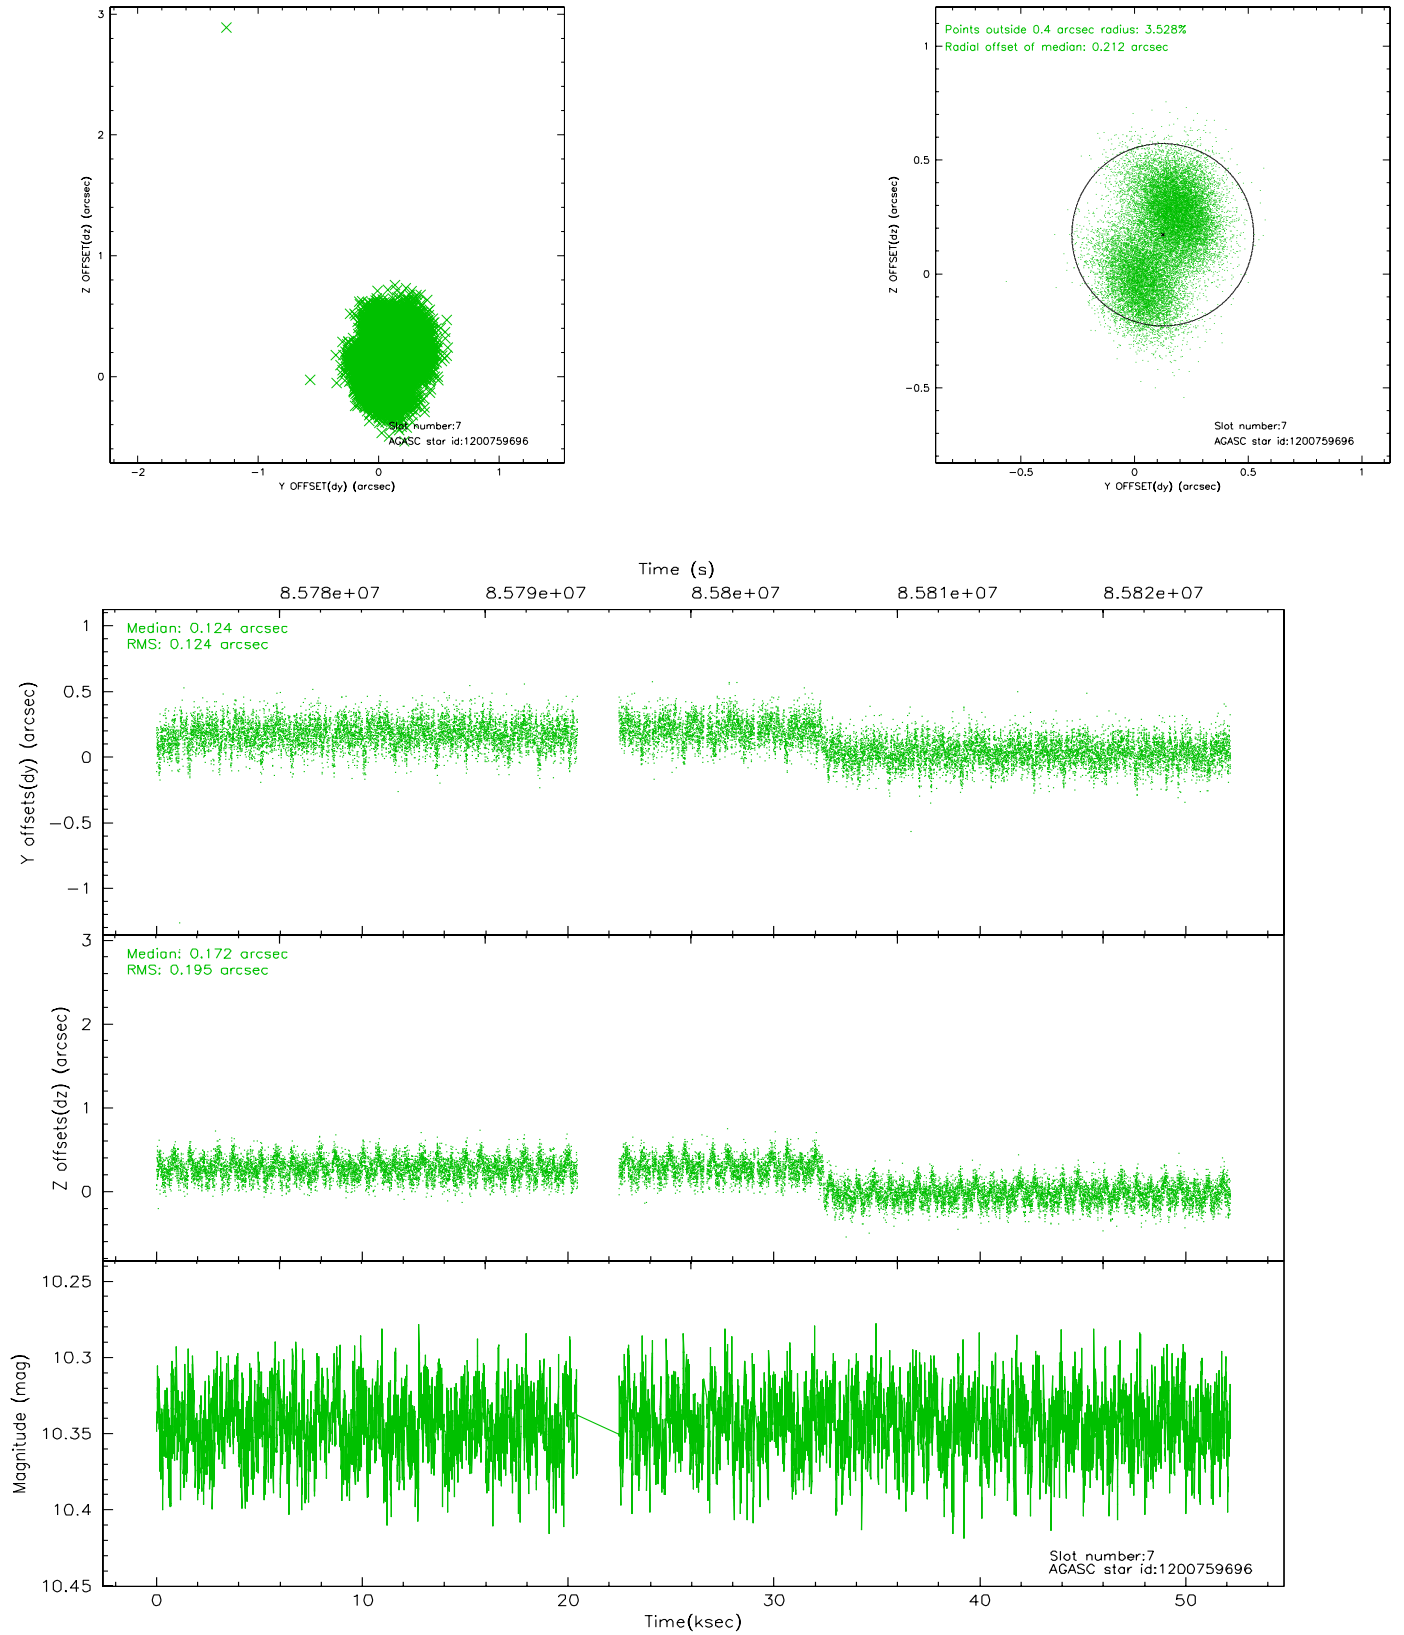 3
2
1
0
Z OFFSET(dz) (arcsec)
Slot number:7
AGASC star id:1200759696
−2
−1
0
1
Y OFFSET(dy) (arcsec)
Points outside 0.4 arcsec radius: 3.528%
Radial offset of median: 0.212 arcsec
1
0.5
0
−0.5
Z OFFSET(dz) (arcsec)
Slot number:7
AGASC star id:1200759696
−0.5
0
0.5
1
Y OFFSET(dy) (arcsec)
Time (s)
8.578e+07
8.579e+07
8.58e+07
8.581e+07
8.582e+07
Median: 0.124 arcsec
RMS: 0.124 arcsec
1
0.5
0
−0.5
−1
Y offsets(dy) (arcsec)
Median: 0.172 arcsec
RMS: 0.195 arcsec
3
2
1
0
Z offsets(dz) (arcsec)
10.25
10.3
10.35
10.4
10.45
Magnitude (mag)
Slot number:7
AGASC star id:1200759696
0
10
20
30
40
50
Time(ksec)